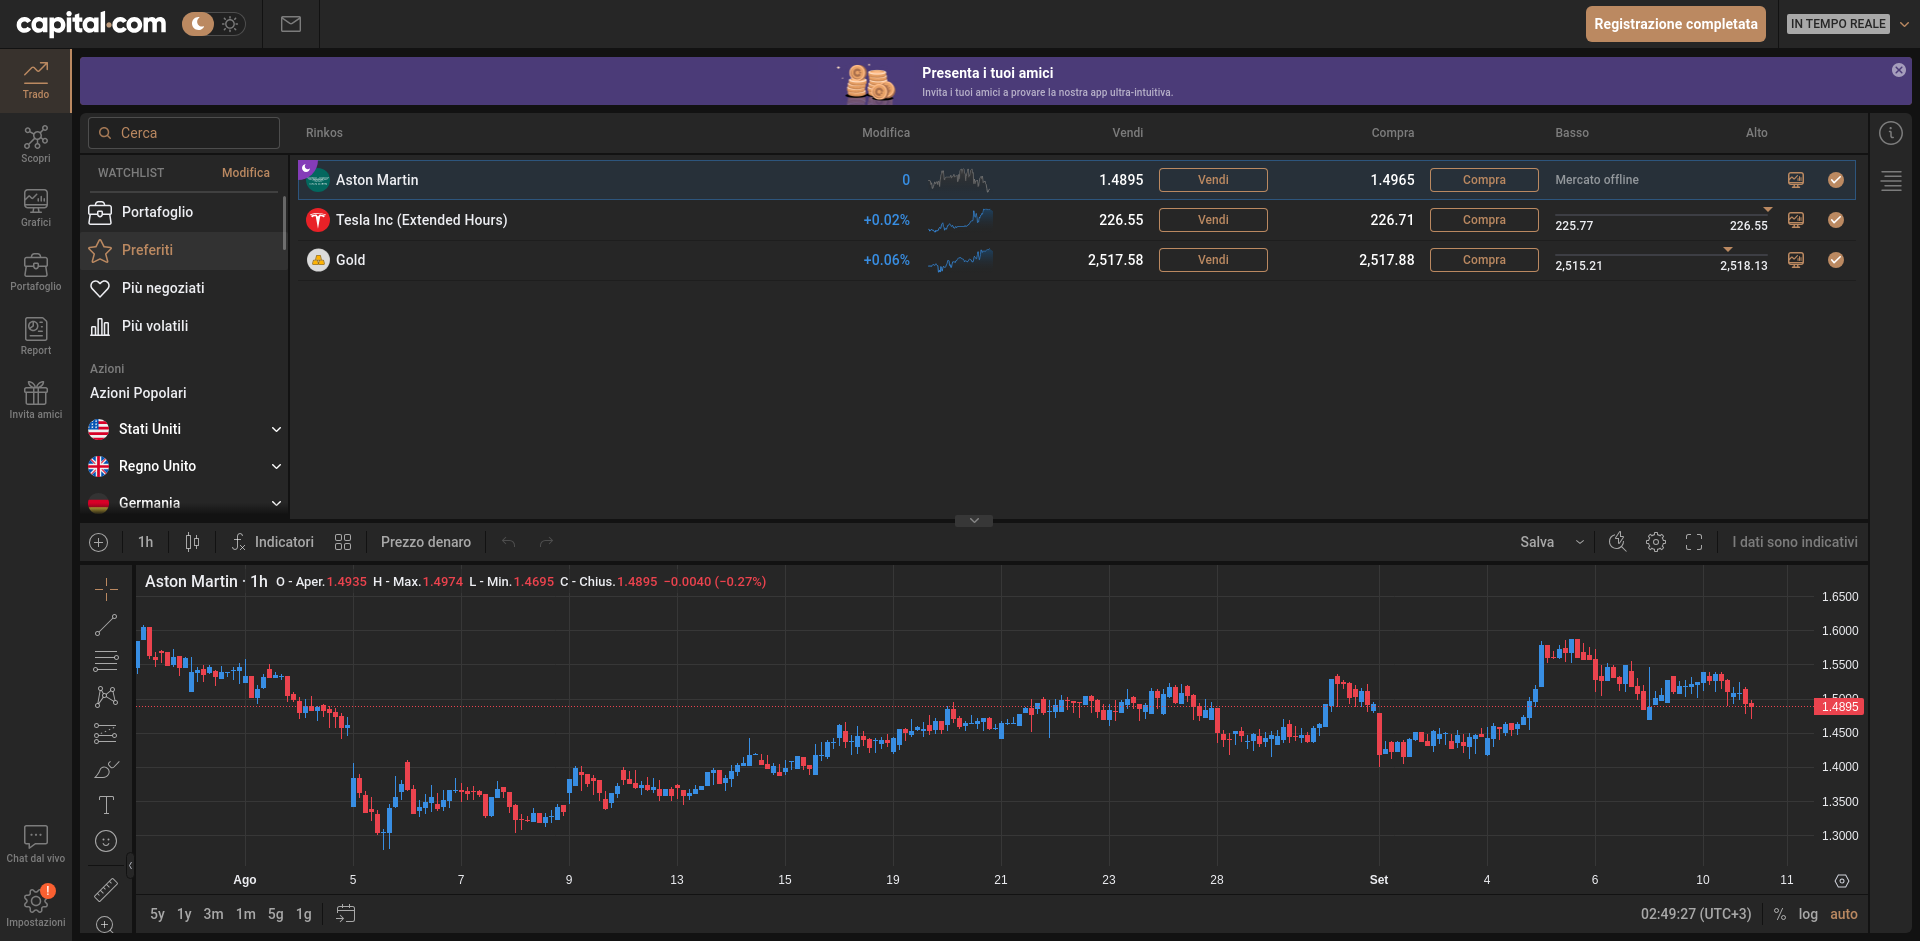 capital.com
Registrazione completata
IN TEMPO REALE
Trado
Scopri
Grafici
Portafoglio
Report
Invita amici
Chat dal vivo
!
Impostazioni
Presenta i tuoi amici
Invita i tuoi amici a provare la nostra app ultra-intuitiva.
Cerca
WATCHLIST Modifica
Portafoglio
Preferiti
Più negoziati
Più volatili
Azioni
Azioni Popolari
Stati Uniti
Regno Unito
Germania
Rinkos Modifica Vendi Compra Basso Alto
Aston Martin 0 1.4895 Vendi 1.4965 Compra Mercato offline
Tesla Inc (Extended Hours) +0.02% 226.55 Vendi 226.71 Compra 225.77 226.55
Gold +0.06% 2,517.58 Vendi 2,517.88 Compra 2,515.21 2,518.13
1h Indicatori Prezzo denaro Salva I dati sono indicativi
Aston Martin · 1h O - Aper.1.4935 H - Max.1.4974 L - Min.1.4695 C - Chius.1.4895 −0.0040 (−0.27%)
1.6500
1.6000
1.5500
1.5000
1.4895
1.4500
1.4000
1.3500
1.3000
Ago 5 7 9 13 15 19 21 23 28 Set 4 6 10 11
5y 1y 3m 1m 5g 1g 02:49:27 (UTC+3) % log auto